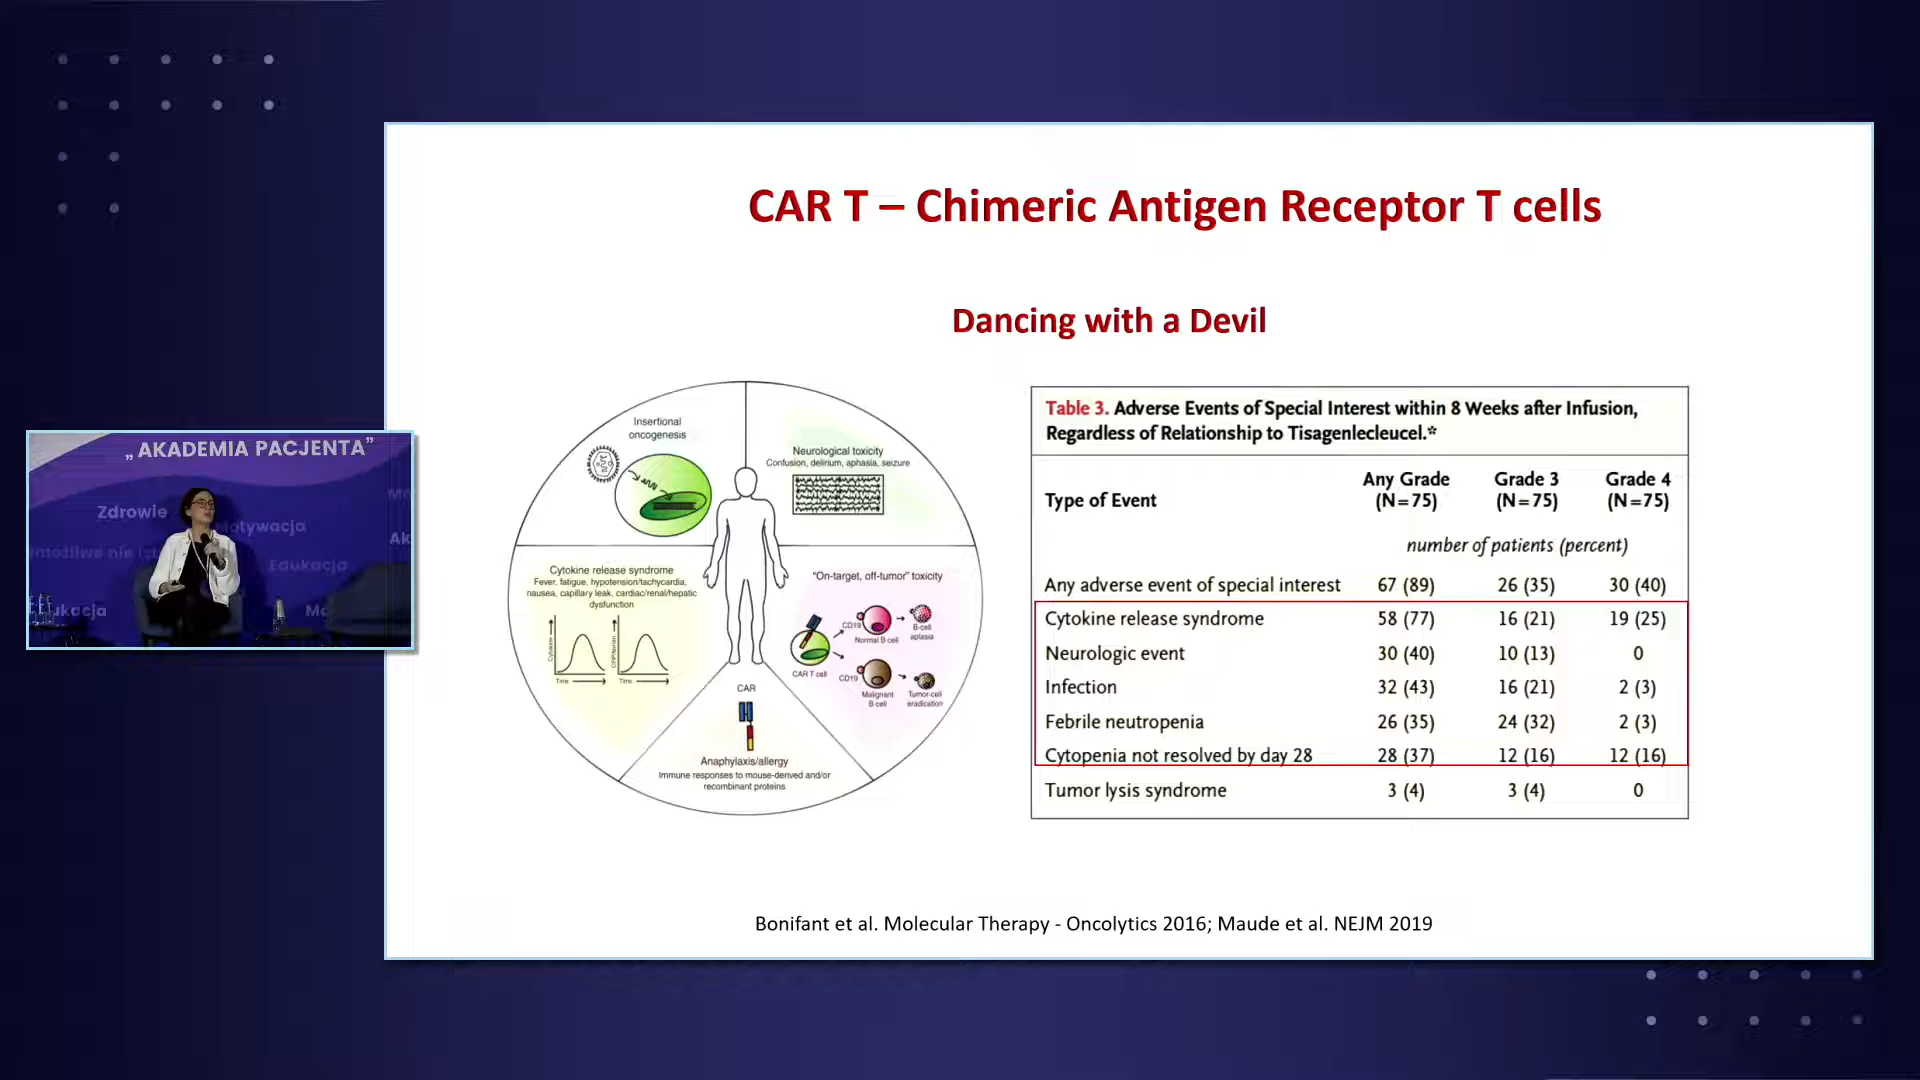 „ AKADEMIA PACJENTA”
Zdrowie
Edukacja
CAR T – Chimeric Antigen Receptor T cells
Dancing with a Devil
Insertional
oncogenesis
Neurological toxicity
Confusion, delirium, aphasia, seizure
Cytokine release syndrome
Fever, fatigue, hypotension/tachycardia,
nausea, capillary leak, cardiac/renal/hepatic
dysfunction
Time
Time
“On-target, off-tumor” toxicity
CD19
Normal B cell
B-cell
aplasia
CAR T cell
CD19
Malignant
B cell
Tumor-cell
eradication
CAR
Anaphylaxis/allergy
Immune responses to mouse-derived and/or
recombinant proteins
Table 3. Adverse Events of Special Interest within 8 Weeks after Infusion,
Regardless of Relationship to Tisagenlecleucel.*
Type of Event Any Grade (N=75) Grade 3 (N=75) Grade 4 (N=75)
number of patients (percent)
Any adverse event of special interest 67 (89) 26 (35) 30 (40)
Cytokine release syndrome 58 (77) 16 (21) 19 (25)
Neurologic event 30 (40) 10 (13) 0
Infection 32 (43) 16 (21) 2 (3)
Febrile neutropenia 26 (35) 24 (32) 2 (3)
Cytopenia not resolved by day 28 28 (37) 12 (16) 12 (16)
Tumor lysis syndrome 3 (4) 3 (4) 0
Bonifant et al. Molecular Therapy - Oncolytics 2016; Maude et al. NEJM 2019